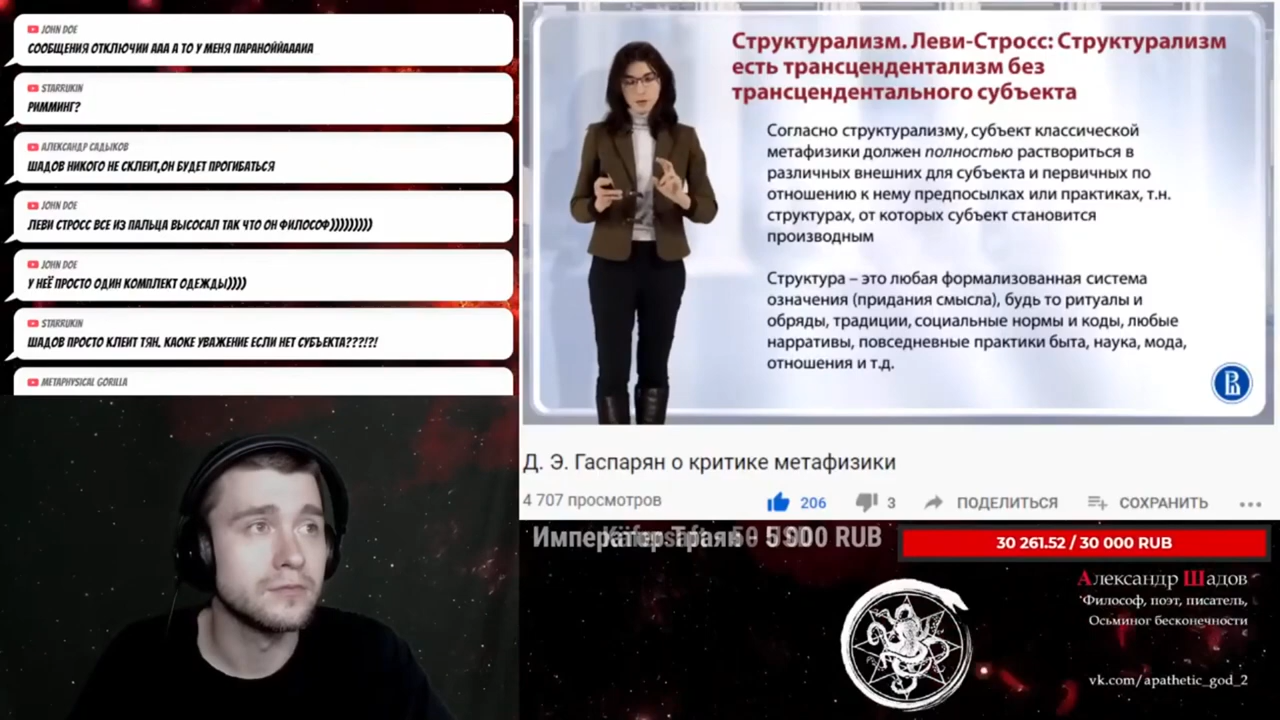 JOHN DOE
СООБЩЕНИЯ ОТКЛЮЧИИ ААА А ТО У МЕНЯ ПАРАНОЙЙАААИА
STARRUKIN
РИММИНГ?
АЛЕКСАНДР САДЫКОВ
ШАДОВ НИКОГО НЕ СКЛЕИТ,ОН БУДЕТ ПРОГИБАТЬСЯ
JOHN DOE
ЛЕВИ СТРОСС ВСЕ ИЗ ПАЛЬЦА ВЫСОСАЛ ТАК ЧТО ОН ФИЛОСОФ)))))))))
JOHN DOE
У НЕЁ ПРОСТО ОДИН КОМПЛЕКТ ОДЕЖДЫ))))
STARRUKIN
ШАДОВ ПРОСТО КЛЕИТ ТЯН, КАОКЕ УВАЖЕНИЕ ЕСЛИ НЕТ СУБЪЕКТА???!?!
METAPHYSICAL GORILLA
Структурализм. Леви-Стросс: Структурализм
есть трансцендентализм без
трансцендентального субъекта
Согласно структурализму, субъект классической
метафизики должен полностью раствориться в
различных внешних для субъекта и первичных по
отношению к нему предпосылках или практиках, т.н.
структурах, от которых субъект становится
производным
Структура – это любая формализованная система
означения (придания смысла), будь то ритуалы и
обряды, традиции, социальные нормы и коды, любые
нарративы, повседневные практики быта, наука, мода,
отношения и т.д.
Д. Э. Гаспарян о критике метафизики
4 707 просмотров
206
3
ПОДЕЛИТЬСЯ
СОХРАНИТЬ
RUB
30 261.52 / 30 000 RUB
Александр Шадов
Философ, поэт, писатель,
Осьминог бесконечности
vk.com/apathetic_god_2